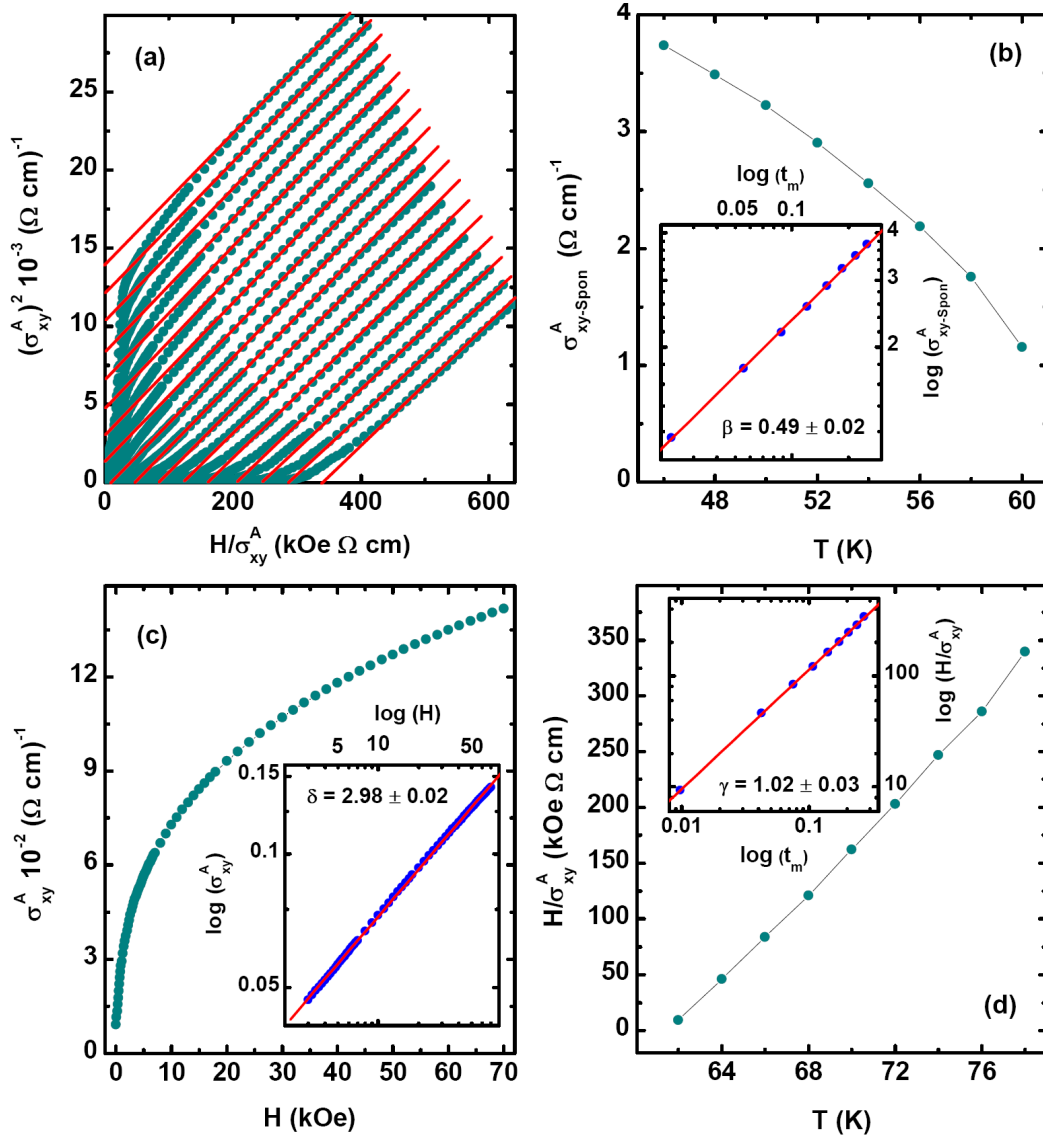 (a)
25
20
15
10
5
0
(σ^A_xy)^2 10^-3 (Ω cm)^-1
0 200 400 600
H/σ^A_xy (kOe Ω cm)
(b)
4
3
2
1
0
σ^A_xy-Spon (Ω cm)^-1
48 52 56 60
T (K)
log (t_m)
0.05 0.1
4
3
2
log (σ^A_xy-Spon)
β = 0.49 ± 0.02
(c)
12
9
6
3
0
σ^A_xy 10^-2 (Ω cm)^-1
0 10 20 30 40 50 60 70
H (kOe)
log (H)
5 10 50
0.15
0.1
0.05
log (σ^A_xy)
δ = 2.98 ± 0.02
(d)
350
300
250
200
150
100
50
0
H/σ^A_xy (kOe Ω cm)
64 68 72 76
T (K)
100
10
log (H/σ^A_xy)
γ = 1.02 ± 0.03
0.01 0.1
log (t_m)